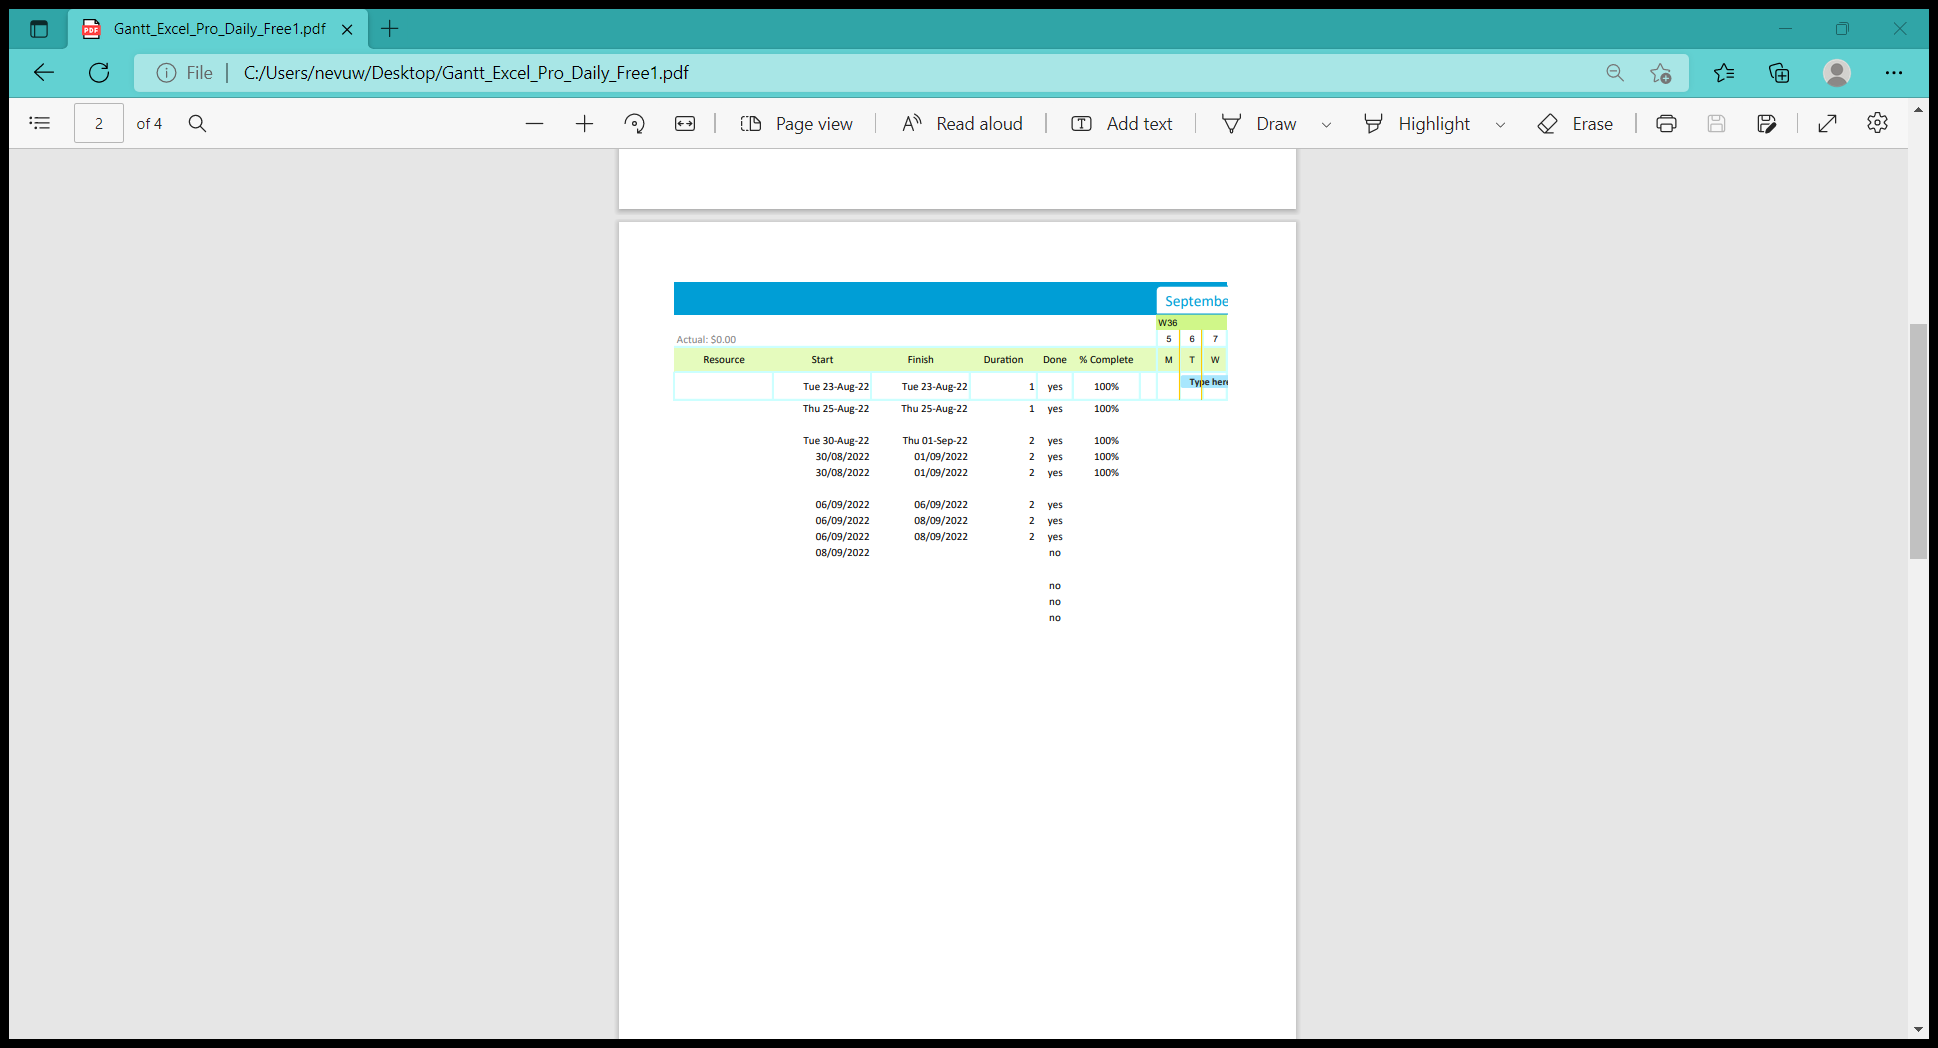 Gantt_Excel_Pro_Daily_Free1.pdf
File C:/Users/nevuw/Desktop/Gantt_Excel_Pro_Daily_Free1.pdf
2 of 4 Page view Read aloud Add text Draw Highlight Erase
Septembe
W36
Actual: $0.00 5 6 7
Resource Start Finish Duration Done % Complete M T W
Tue 23-Aug-22 Tue 23-Aug-22 1 yes 100% Type here
Thu 25-Aug-22 Thu 25-Aug-22 1 yes 100%
Tue 30-Aug-22 Thu 01-Sep-22 2 yes 100%
30/08/2022 01/09/2022 2 yes 100%
30/08/2022 01/09/2022 2 yes 100%
06/09/2022 06/09/2022 2 yes
06/09/2022 08/09/2022 2 yes
06/09/2022 08/09/2022 2 yes
08/09/2022 no
no
no
no